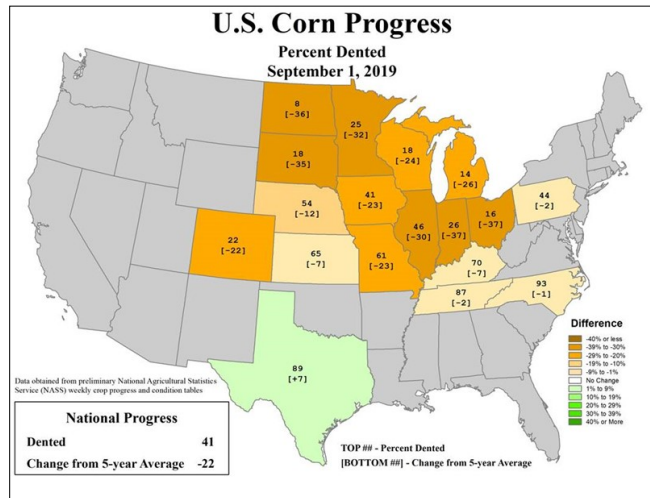 U.S. Corn Progress
Percent Dented
September 1, 2019
8
[-36]
25
[-32]
18
[-24]
18
[-35]
14
[-26]
41
[-23]
44
[-2]
54
[-12]
16
[-37]
46
[-30]
26
[-37]
22
[-22]
65
[-7]
61
[-23]
70
[-7]
93
[-1]
87
[-2]
89
[+7]
Difference
-40% or less
-39% to -30%
-29% to -20%
-19% to -10%
-9% to -1%
No Change
1% to 9%
10% to 19%
20% to 29%
30% to 39%
40% or More
Data obtained from preliminary National Agricultural Statistics
Service (NASS) weekly crop progress and condition tables
National Progress
Dented 41
Change from 5-year Average -22
TOP ## - Percent Dented
[BOTTOM ##] - Change from 5-year Average